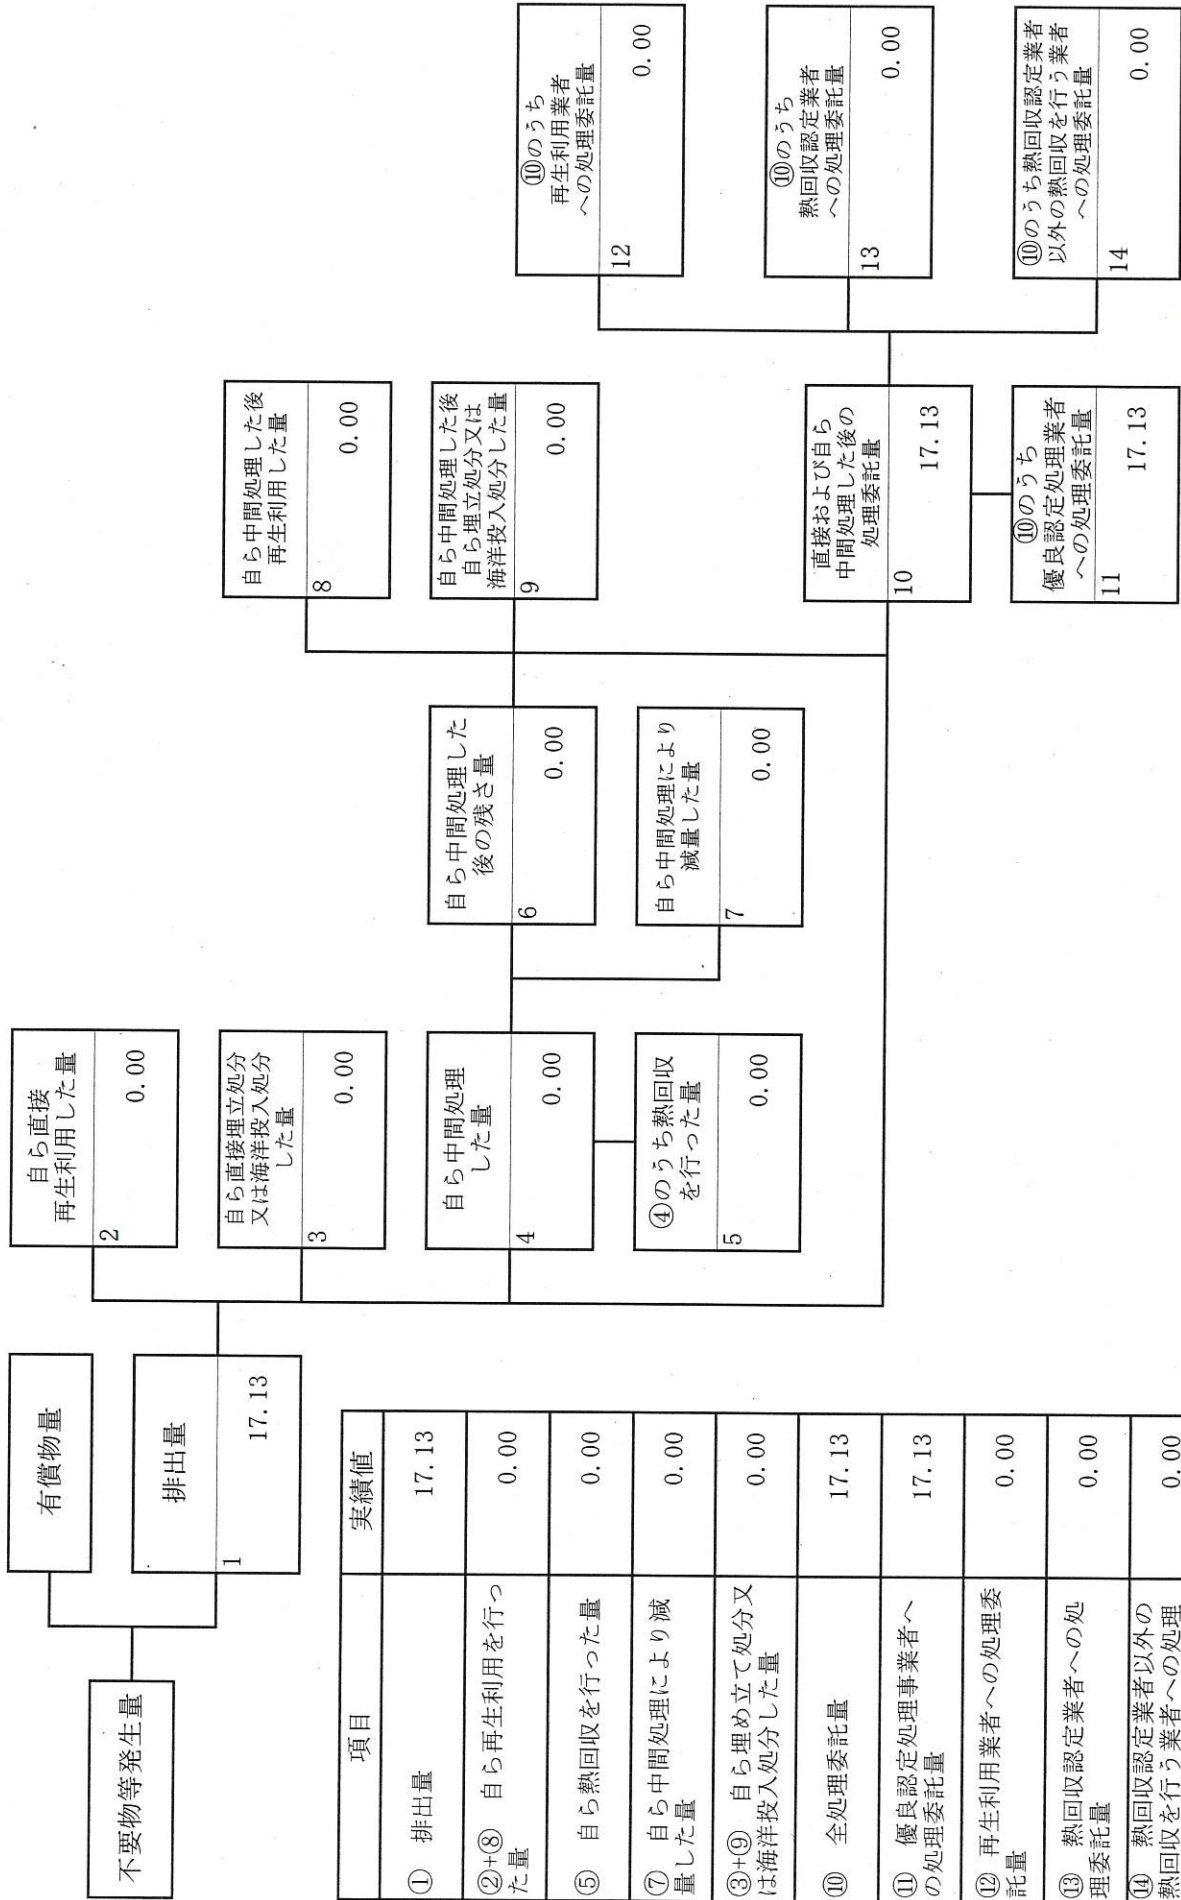 不要物等発生量
有償物量
排出量
1
17.13
自ら直接
再生利用した量
2
0.00
自ら直接埋立処分
又は海洋投入処分
した量
3
0.00
自ら中間処理
した量
4
0.00
④のうち熱回収
を行った量
5
0.00
自ら中間処理した
後の残さ量
6
0.00
自ら中間処理により
減量した量
7
0.00
自ら中間処理した後
再生利用した量
8
0.00
自ら中間処理した後
自ら埋立処分又は
海洋投入処分した量
9
0.00
直接および自ら
中間処理した後の
処理委託量
10
17.13
⑩のうち
優良認定処理業者
への処理委託量
11
17.13
⑩のうち
再生利用業者
への処理委託量
12
0.00
⑩のうち
熱回収認定業者
への処理委託量
13
0.00
⑩のうち熱回収認定業者
以外の熱回収を行う業者
への処理委託量
14
0.00
項目 実績値
① 排出量 17.13
②+⑧ 自ら再生利用を行っ
た量 0.00
⑤ 自ら熱回収を行った量 0.00
⑦ 自ら中間処理により減
量した量 0.00
③+⑨ 自ら埋め立て処分又
は海洋投入処分した量 0.00
⑩ 全処理委託量 17.13
⑪ 優良認定処理事業者へ
の処理委託量 17.13
⑫ 再生利用業者への処理委
託量 0.00
⑬ 熱回収認定業者への処
理委託量 0.00
⑭ 熱回収認定業者以外の
熱回収を行う業者への処理 0.00